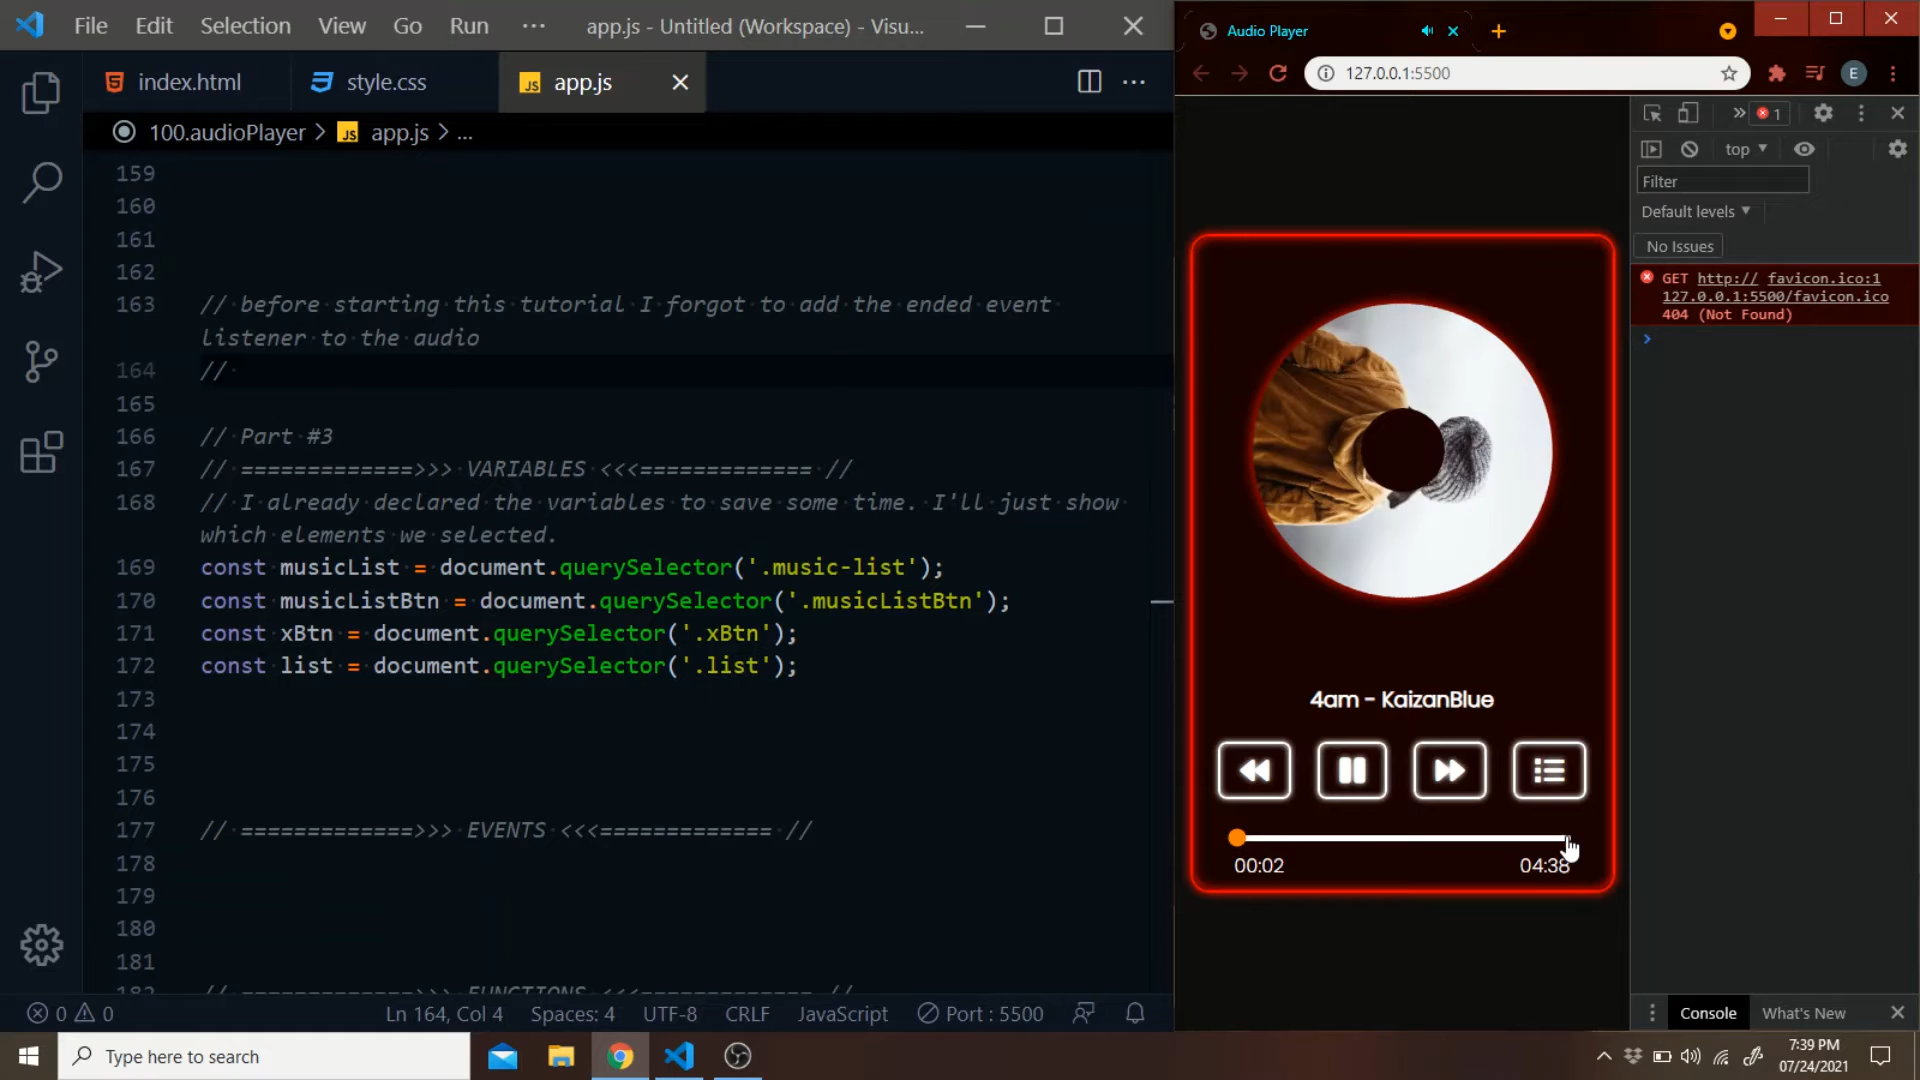 File Edit Selection View Go Run ··· app.js - Untitled (Workspace) - Visu...
index.html style.css JS app.js
100.audioPlayer > JS app.js > ...
159
160
161
162
163 // before starting this tutorial I forgot to add the ended event
listener to the audio
164 //
165
166 // Part #3
167 // =============>>> VARIABLES <<<============= //
168 // I already declared the variables to save some time. I'll just show
which elements we selected.
169 const musicList = document.querySelector('.music-list');
170 const musicListBtn = document.querySelector('.musicListBtn');
171 const xBtn = document.querySelector('.xBtn');
172 const list = document.querySelector('.list');
173
174
175
176
177 // =============>>> EVENTS <<<============= //
178
179
180
181
182 // =============>>> FUNCTIONS <<<============= //
0 0 Ln 164, Col 4 Spaces: 4 UTF-8 CRLF JavaScript Port : 5500
Audio Player
127.0.0.1:5500 E
» 1
top
Filter
Default levels
No Issues
GET http:// favicon.ico:1
127.0.0.1:5500/favicon.ico
404 (Not Found)
4am - KaizanBlue
00:02 04:38
Console What's New
Type here to search
7:39 PM
07/24/2021